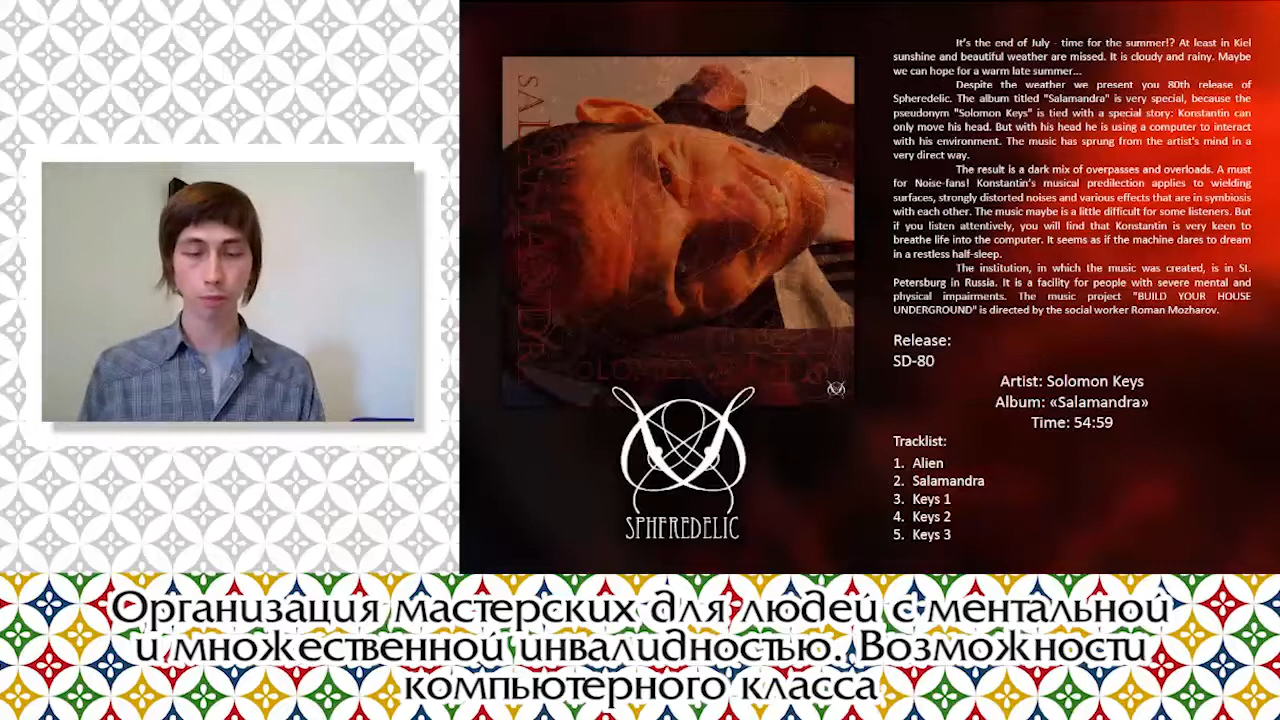 It's the end of July - time for the summer!? At least in Kiel
sunshine and beautiful weather are missed. It is cloudy and rainy. Maybe
we can hope for a warm late summer...
Despite the weather we present you 80th release of
Spheredelic. The album titled "Salamandra" is very special, because the
pseudonym "Solomon Keys" is tied with a special story: Konstantin can
only move his head. But with his head he is using a computer to interact
with his environment. The music has sprung from the artist's mind in a
very direct way.
The result is a dark mix of overpasses and overloads. A must
for Noise-fans! Konstantin's musical predilection applies to wielding
surfaces, strongly distorted noises and various effects that are in symbiosis
with each other. The music maybe is a little difficult for some listeners. But
if you listen attentively, you will find that Konstantin is very keen to
breathe life into the computer. It seems as if the machine dares to dream
in a restless half-sleep.
The institution, in which the music was created, is in St.
Petersburg in Russia. It is a facility for people with severe mental and
physical impairments. The music project "BUILD YOUR HOUSE
UNDERGROUND" is directed by the social worker Roman Mozharov.
Release:
SD-80
Artist: Solomon Keys
Album: «Salamandra»
Time: 54:59
Tracklist:
1. Alien
2. Salamandra
3. Keys 1
4. Keys 2
5. Keys 3
SPHEREDELIC
Организация мастерских для людей с ментальной
и множественной инвалидностью. Возможности
компьютерного класса